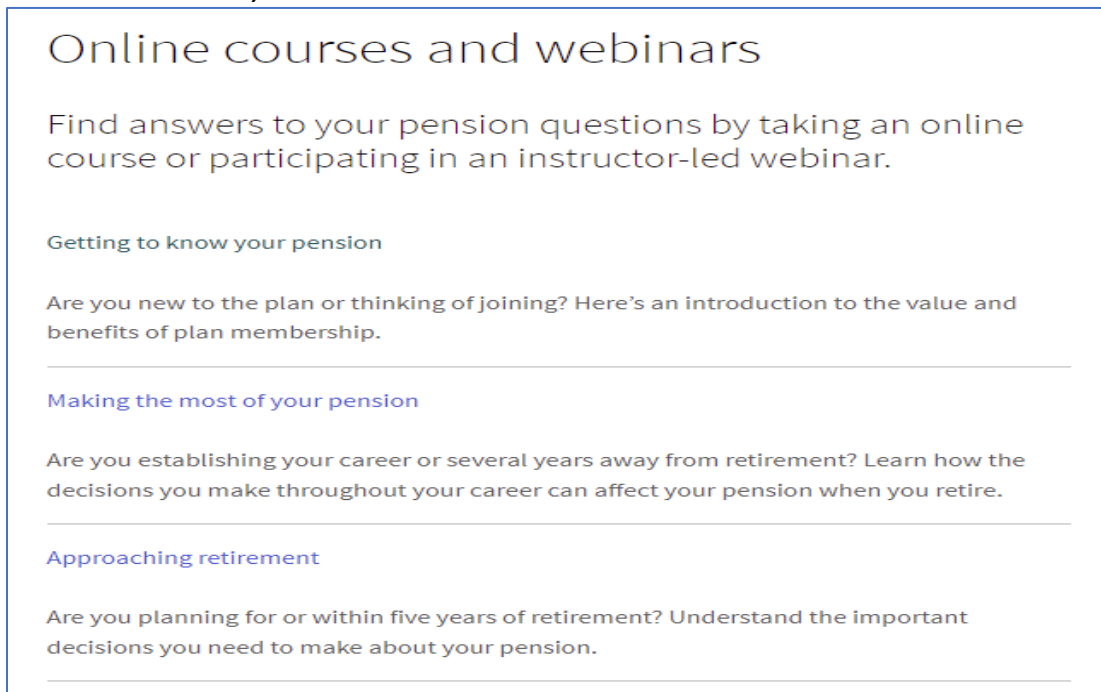 Online courses and webinars
Find answers to your pension questions by taking an online
course or participating in an instructor-led webinar.
Getting to know your pension
Are you new to the plan or thinking of joining? Here’s an introduction to the value and
benefits of plan membership.
Making the most of your pension
Are you establishing your career or several years away from retirement? Learn how the
decisions you make throughout your career can affect your pension when you retire.
Approaching retirement
Are you planning for or within five years of retirement? Understand the important
decisions you need to make about your pension.